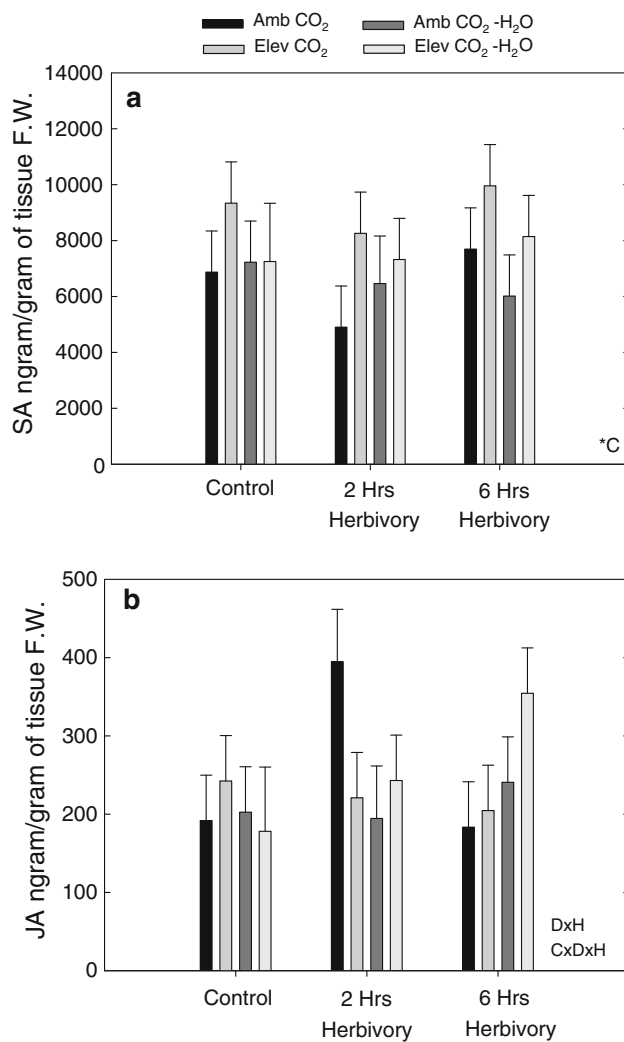 Amb CO₂ Amb CO₂ -H₂O
Elev CO₂ Elev CO₂ -H₂O
a
14000
12000
10000
8000
6000
4000
2000
0
SA ngram/gram of tissue F.W.
*C
Control 2 Hrs 6 Hrs
Herbivory Herbivory
b
500
400
300
200
100
0
JA ngram/gram of tissue F.W.
DxH
CxDxH
Control 2 Hrs 6 Hrs
Herbivory Herbivory